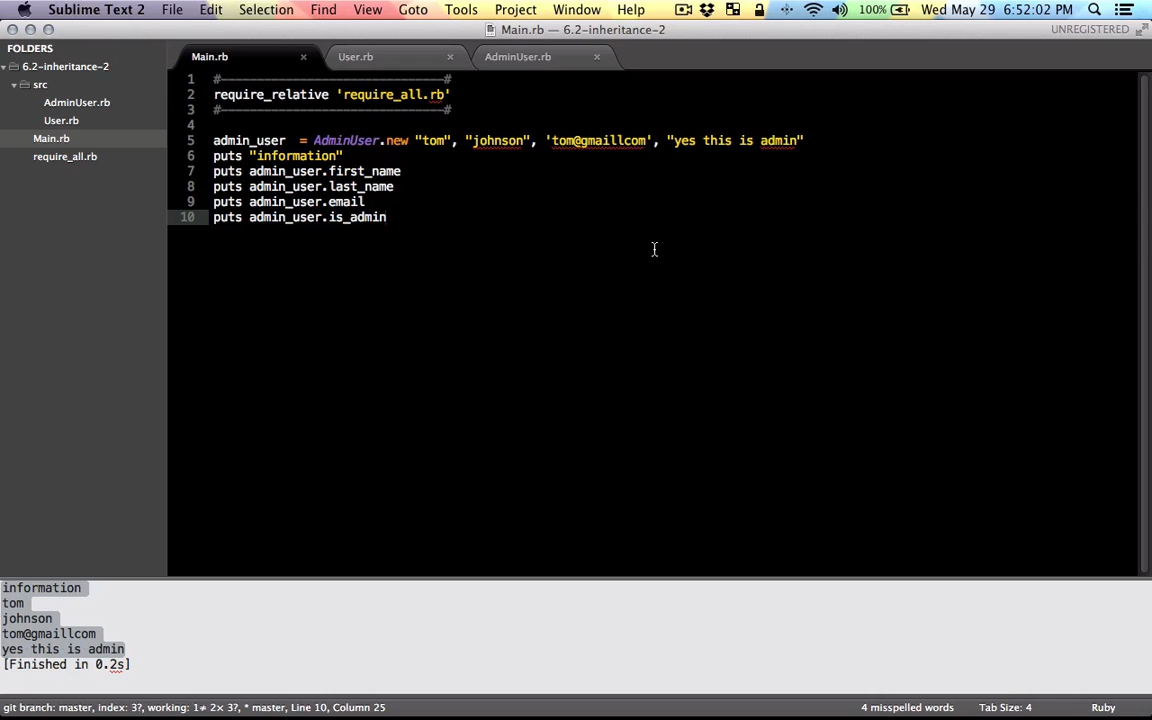 Sublime Text 2 File Edit Selection Find View Goto Tools Project Window Help 100% Wed May 29 6:52:02 PM
Main.rb — 6.2-inheritance-2 UNREGISTERED
FOLDERS
6.2-inheritance-2
src
AdminUser.rb
User.rb
Main.rb
require_all.rb
Main.rb × User.rb × AdminUser.rb ×
1 #--------------------------------#
2 require_relative 'require_all.rb'
3 #--------------------------------#
4
5 admin_user  = AdminUser.new "tom", "johnson", 'tom@gmaillcom', "yes this is admin"
6 puts "information"
7 puts admin_user.first_name
8 puts admin_user.last_name
9 puts admin_user.email
10 puts admin_user.is_admin
information
tom
johnson
tom@gmaillcom
yes this is admin
[Finished in 0.2s]
git branch: master, index: 3?, working: 1≠ 2× 3?, * master, Line 10, Column 25 4 misspelled words Tab Size: 4 Ruby